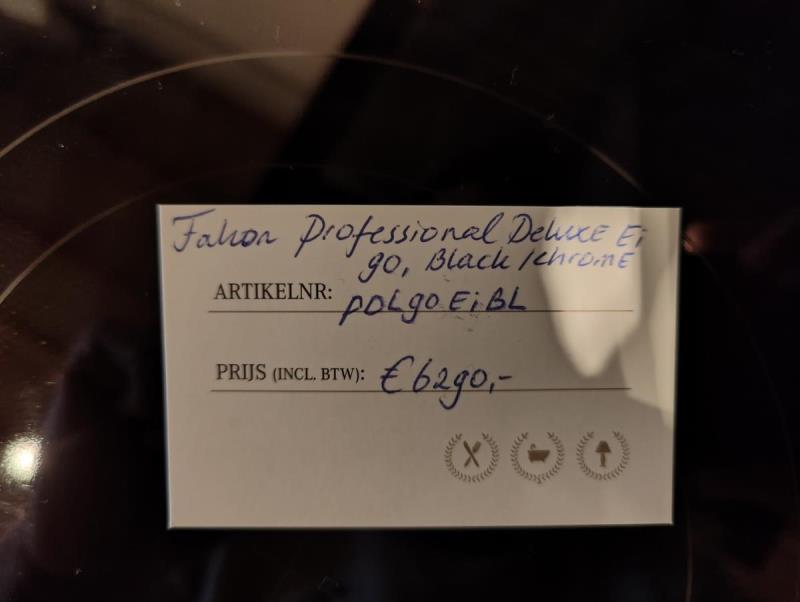 Falcon Professional Deluxe Ei
90, Black/chrome
ARTIKELNR: PDL90EiBL
PRIJS (INCL. BTW): €6290,-